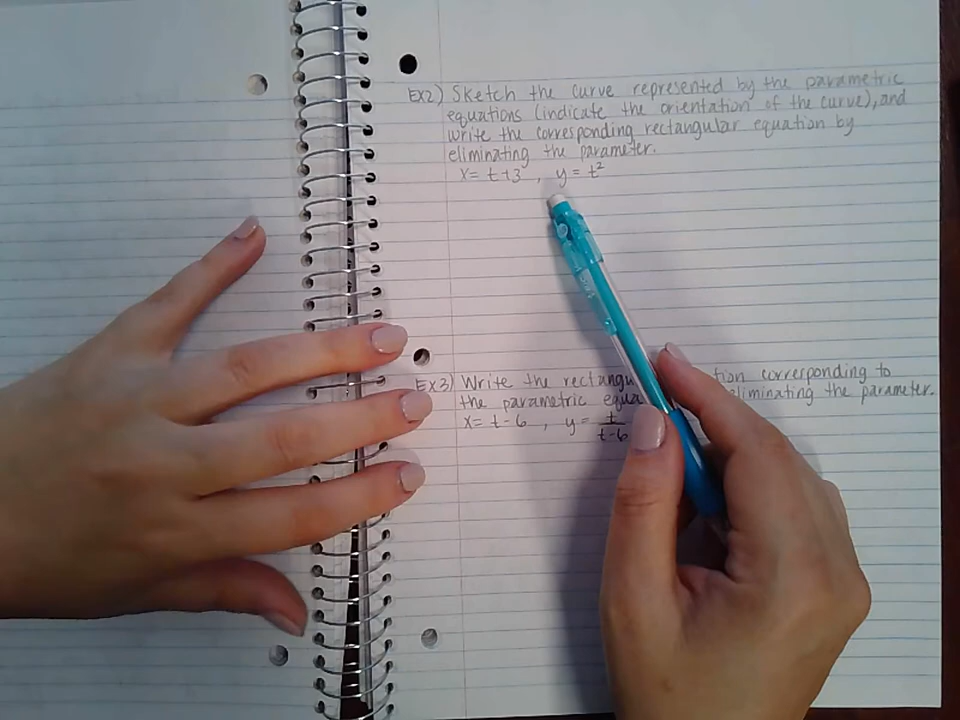 Ex2) Sketch the curve represented by the parametric
equations (indicate the orientation of the curve), and
write the corresponding rectangular equation by
eliminating the parameter.
x = t+3 , y = t²
Ex3) Write the rectangu tion corresponding to
the parametric equa eliminating the parameter.
x = t-6 , y = t/t-6